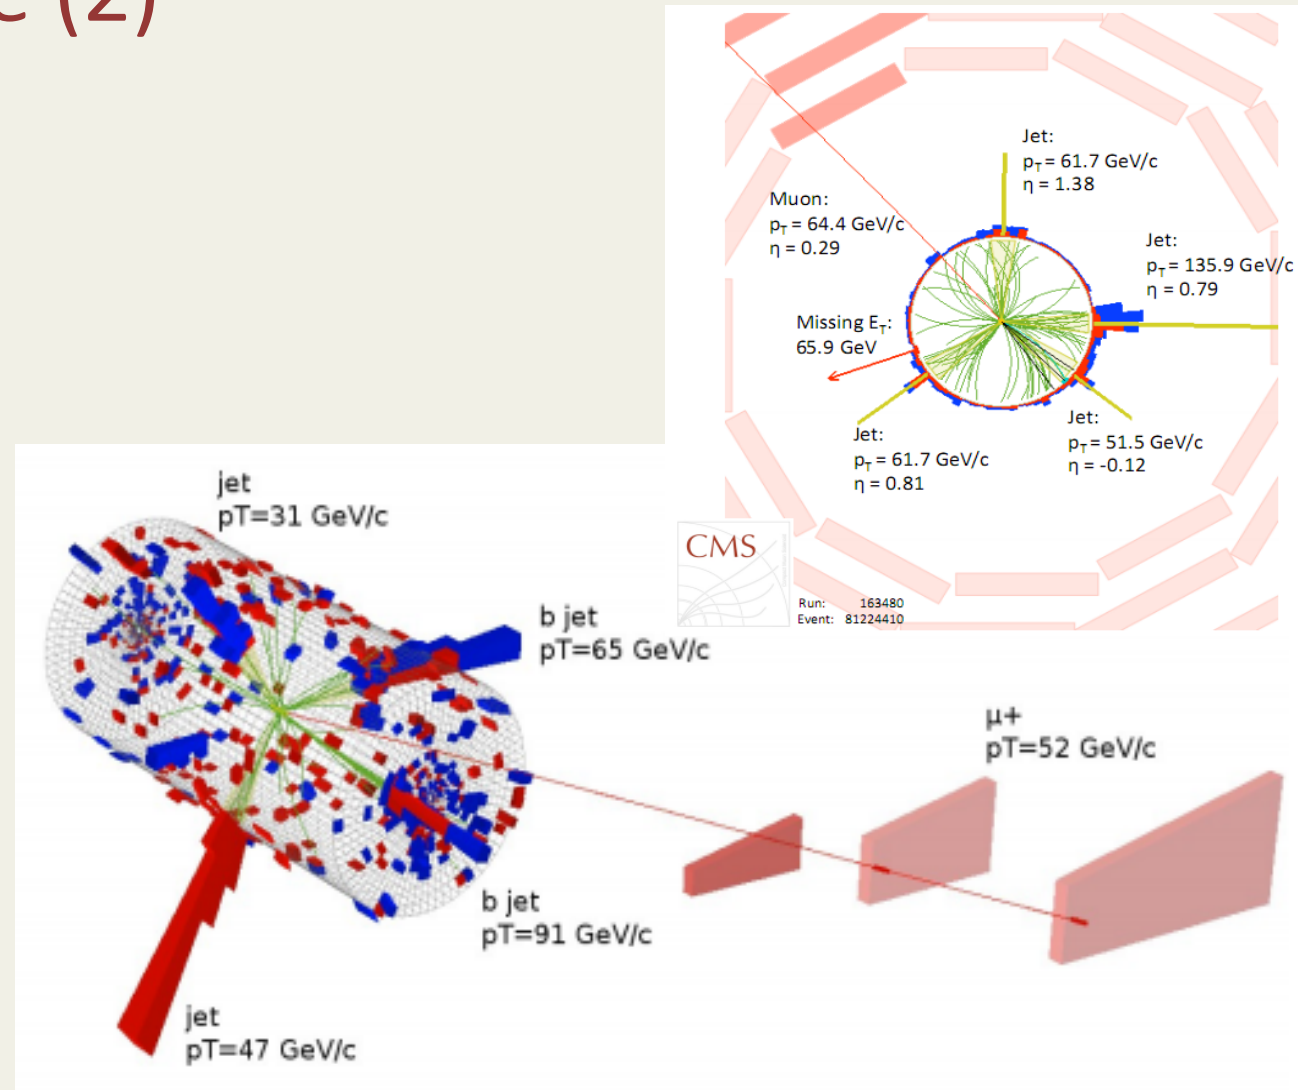 (2)
Jet:
pT = 61.7 GeV/c
η = 1.38
Muon:
pT = 64.4 GeV/c
η = 0.29
Jet:
pT = 135.9 GeV/c
η = 0.79
Missing ET:
65.9 GeV
Jet:
pT = 61.7 GeV/c
η = 0.81
Jet:
pT = 51.5 GeV/c
η = -0.12
CMS
Run: 163480
Event: 81224410
jet
pT=31 GeV/c
b jet
pT=65 GeV/c
μ+
pT=52 GeV/c
b jet
pT=91 GeV/c
jet
pT=47 GeV/c